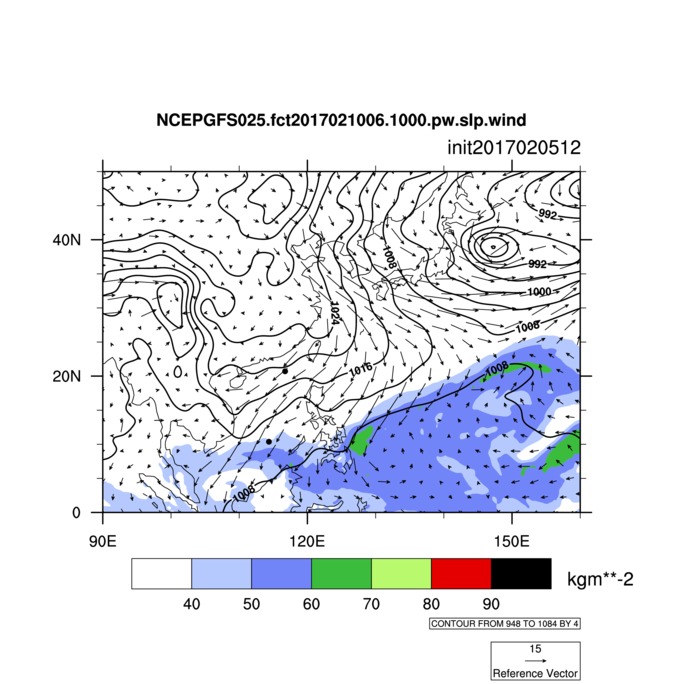 NCEPGFS025.fct2017021006.1000.pw.slp.wind
init2017020512
992
40N
1008
992
1000
1024
1008
1016
1008
20N
1008
0
90E 120E 150E
kgm**-2
40 50 60 70 80 90
CONTOUR FROM 948 TO 1084 BY 4
15
Reference Vector